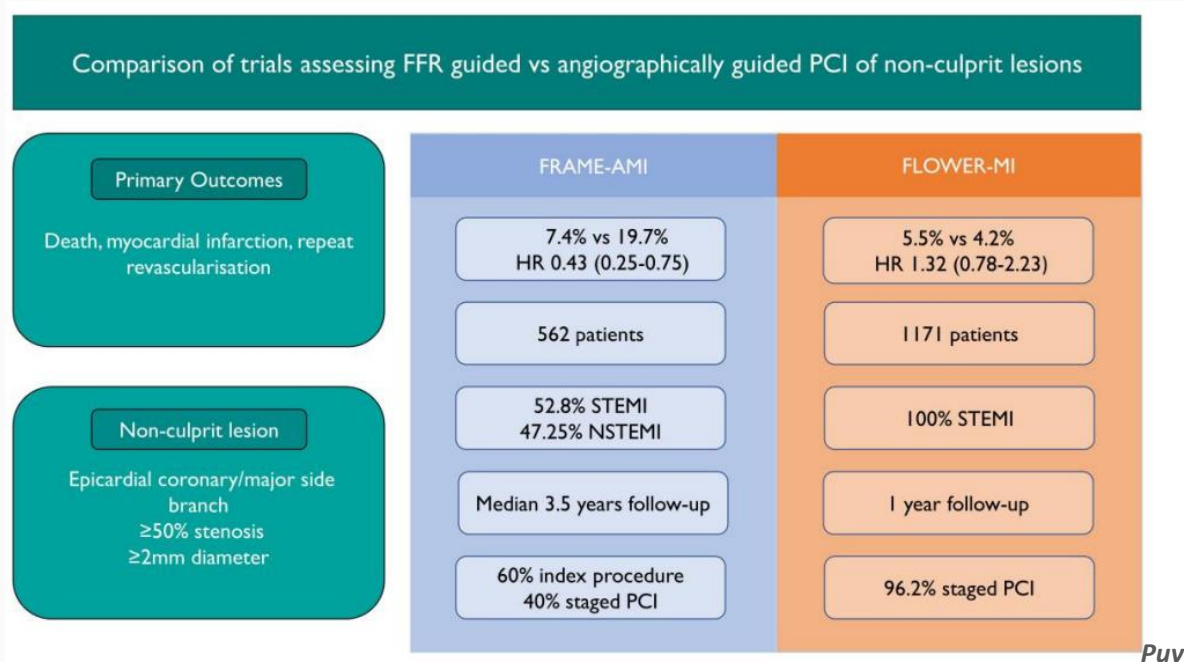 Comparison of trials assessing FFR guided vs angiographically guided PCI of non-culprit lesions
Primary Outcomes
Death, myocardial infarction, repeat
revascularisation
Non-culprit lesion
Epicardial coronary/major side
branch
≥50% stenosis
≥2mm diameter
FRAME-AMI
7.4% vs 19.7%
HR 0.43 (0.25-0.75)
562 patients
52.8% STEMI
47.25% NSTEMI
Median 3.5 years follow-up
60% index procedure
40% staged PCI
FLOWER-MI
5.5% vs 4.2%
HR 1.32 (0.78-2.23)
1171 patients
100% STEMI
1 year follow-up
96.2% staged PCI